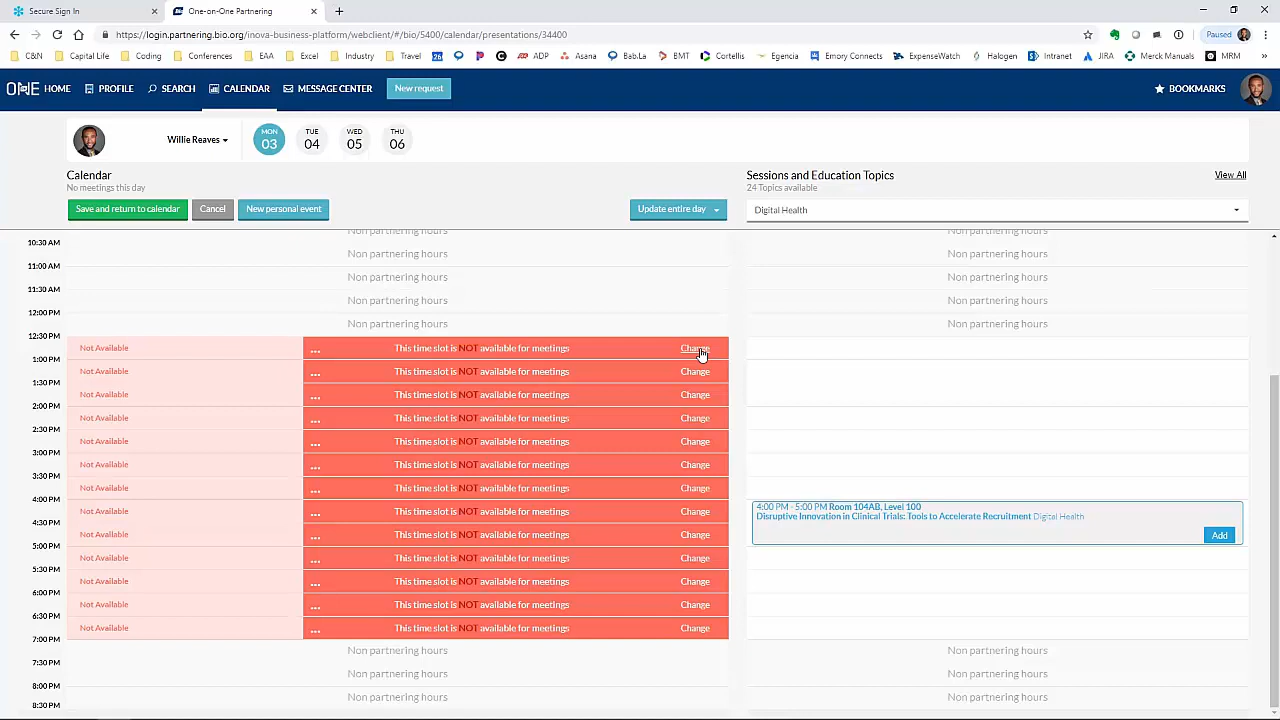 Secure Sign In
One-on-One Partnering
https://login.partnering.bio.org/inova-business-platform/webclient/#/bio/5400/calendar/presentations/34400
Paused
C&N Capital Life Coding Conferences EAA Excel Industry Travel 26 ADP Asana Bab.La BMT Cortellis Egencia Emory Connects ExpenseWatch Halogen Intranet JIRA Merck Manuals MRM
ONE HOME PROFILE SEARCH CALENDAR MESSAGE CENTER New request BOOKMARKS
Willie Reaves
MON 03 TUE 04 WED 05 THU 06
Calendar
No meetings this day
Save and return to calendar Cancel New personal event Update entire day
Sessions and Education Topics View All
24 Topics available
Digital Health
Non partnering hours Non partnering hours
10:30 AM
Non partnering hours Non partnering hours
11:00 AM
Non partnering hours Non partnering hours
11:30 AM
Non partnering hours Non partnering hours
12:00 PM
Non partnering hours Non partnering hours
12:30 PM
Not Available ... This time slot is NOT available for meetings Change
1:00 PM
Not Available ... This time slot is NOT available for meetings Change
1:30 PM
Not Available ... This time slot is NOT available for meetings Change
2:00 PM
Not Available ... This time slot is NOT available for meetings Change
2:30 PM
Not Available ... This time slot is NOT available for meetings Change
3:00 PM
Not Available ... This time slot is NOT available for meetings Change
3:30 PM
Not Available ... This time slot is NOT available for meetings Change
4:00 PM
Not Available ... This time slot is NOT available for meetings Change
4:30 PM
Not Available ... This time slot is NOT available for meetings Change
5:00 PM
Not Available ... This time slot is NOT available for meetings Change
5:30 PM
Not Available ... This time slot is NOT available for meetings Change
6:00 PM
Not Available ... This time slot is NOT available for meetings Change
6:30 PM
Not Available ... This time slot is NOT available for meetings Change
7:00 PM
4:00 PM - 5:00 PM Room 104AB, Level 100
Disruptive Innovation in Clinical Trials: Tools to Accelerate Recruitment Digital Health
Add
Non partnering hours Non partnering hours
7:30 PM
Non partnering hours Non partnering hours
8:00 PM
Non partnering hours Non partnering hours
8:30 PM